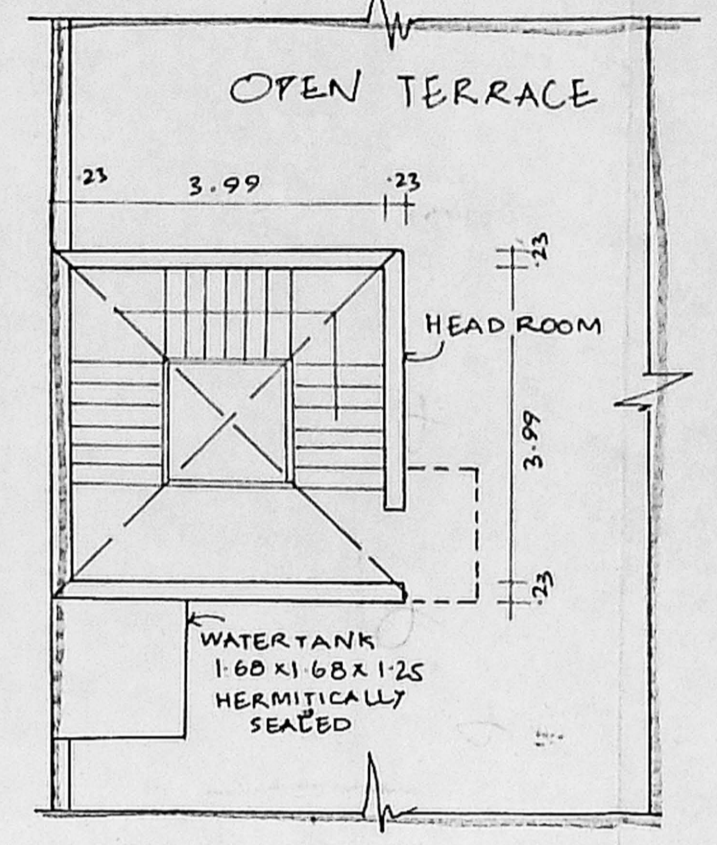 OPEN TERRACE
.23 3.99 .23
.23
HEAD ROOM
3.99
.23
WATER TANK
1.68 x 1.68 x 1.25
HERMITICALLY
SEALED